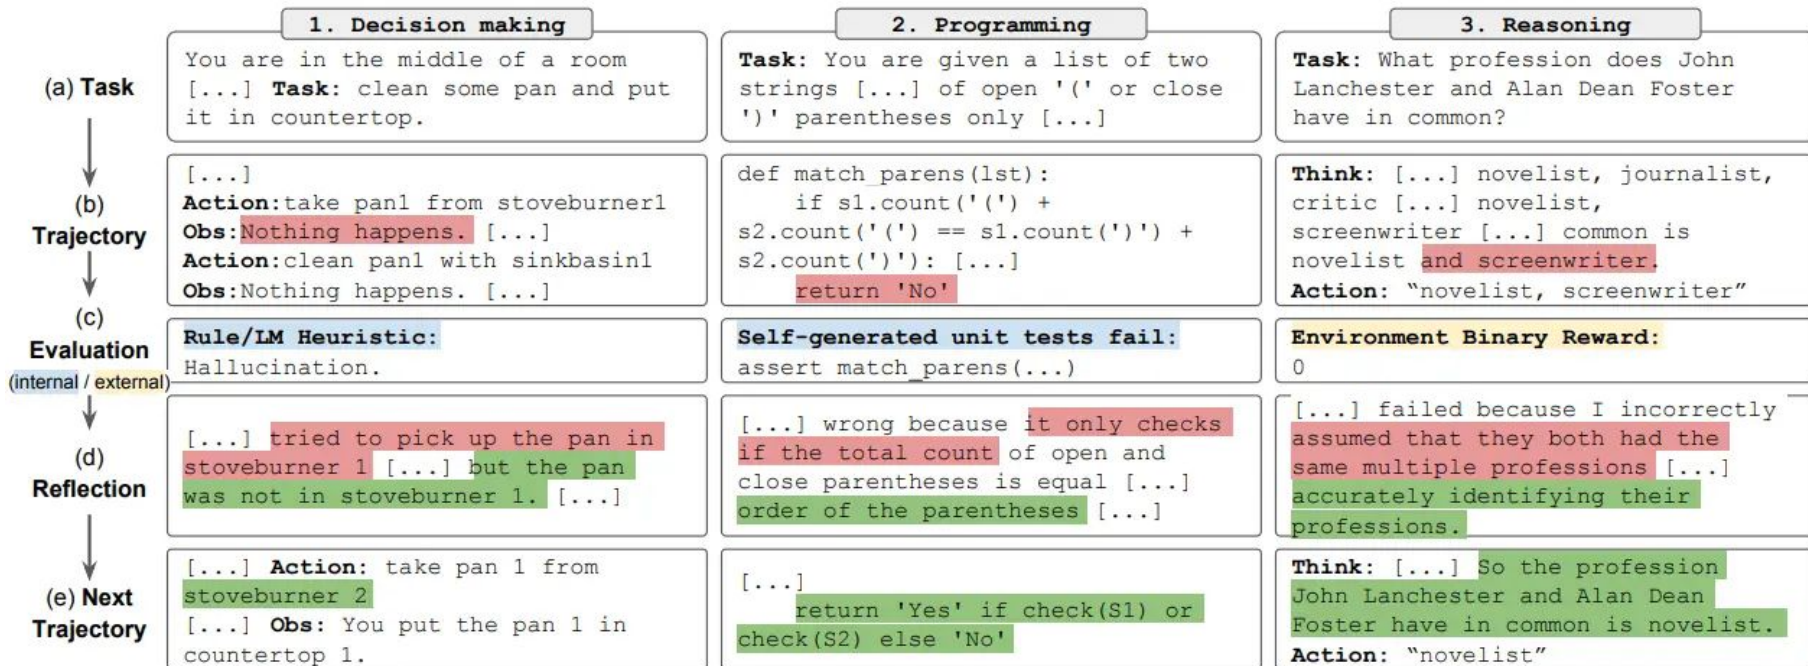 1. Decision making
2. Programming
3. Reasoning
(a) Task
You are in the middle of a room
[...] Task: clean some pan and put
it in countertop.
Task: You are given a list of two
strings [...] of open '(' or close
')' parentheses only [...]
Task: What profession does John
Lanchester and Alan Dean Foster
have in common?
(b)
Trajectory
[...]
Action:take pan1 from stoveburner1
Obs:Nothing happens. [...]
Action:clean pan1 with sinkbasin1
Obs:Nothing happens. [...]
def match_parens(lst):
if s1.count('(') +
s2.count('(') == s1.count(')') +
s2.count(')'): [...]
return 'No'
Think: [...] novelist, journalist,
critic [...] novelist,
screenwriter [...] common is
novelist and screenwriter.
Action: “novelist, screenwriter”
(c)
Evaluation
(internal / external)
Rule/LM Heuristic:
Hallucination.
Self-generated unit tests fail:
assert match_parens(...)
Environment Binary Reward:
0
(d)
Reflection
[...] tried to pick up the pan in
stoveburner 1 [...] but the pan
was not in stoveburner 1. [...]
[...] wrong because it only checks
if the total count of open and
close parentheses is equal [...]
order of the parentheses [...]
[...] failed because I incorrectly
assumed that they both had the
same multiple professions [...]
accurately identifying their
professions.
(e) Next
Trajectory
[...] Action: take pan 1 from
stoveburner 2
[...] Obs: You put the pan 1 in
countertop 1.
[...]
return 'Yes' if check(S1) or
check(S2) else 'No'
Think: [...] So the profession
John Lanchester and Alan Dean
Foster have in common is novelist.
Action: “novelist”